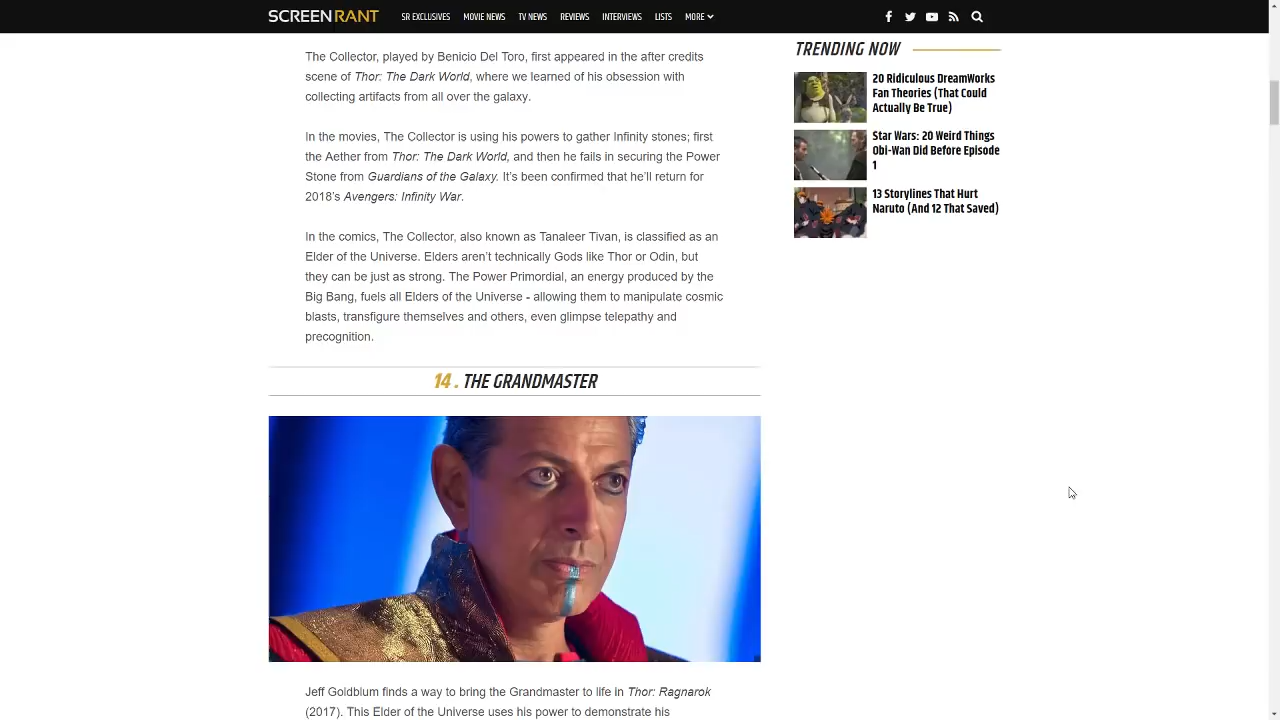 SCREENRANT
SR EXCLUSIVES MOVIE NEWS TV NEWS REVIEWS INTERVIEWS LISTS MORE
The Collector, played by Benicio Del Toro, first appeared in the after credits
scene of Thor: The Dark World, where we learned of his obsession with
collecting artifacts from all over the galaxy.
In the movies, The Collector is using his powers to gather Infinity stones; first
the Aether from Thor: The Dark World, and then he fails in securing the Power
Stone from Guardians of the Galaxy. It's been confirmed that he'll return for
2018's Avengers: Infinity War.
In the comics, The Collector, also known as Tanaleer Tivan, is classified as an
Elder of the Universe. Elders aren't technically Gods like Thor or Odin, but
they can be just as strong. The Power Primordial, an energy produced by the
Big Bang, fuels all Elders of the Universe - allowing them to manipulate cosmic
blasts, transfigure themselves and others, even glimpse telepathy and
precognition.
14 . THE GRANDMASTER
Jeff Goldblum finds a way to bring the Grandmaster to life in Thor: Ragnarok
(2017). This Elder of the Universe uses his power to demonstrate his
TRENDING NOW
20 Ridiculous DreamWorks
Fan Theories (That Could
Actually Be True)
Star Wars: 20 Weird Things
Obi-Wan Did Before Episode
1
13 Storylines That Hurt
Naruto (And 12 That Saved)